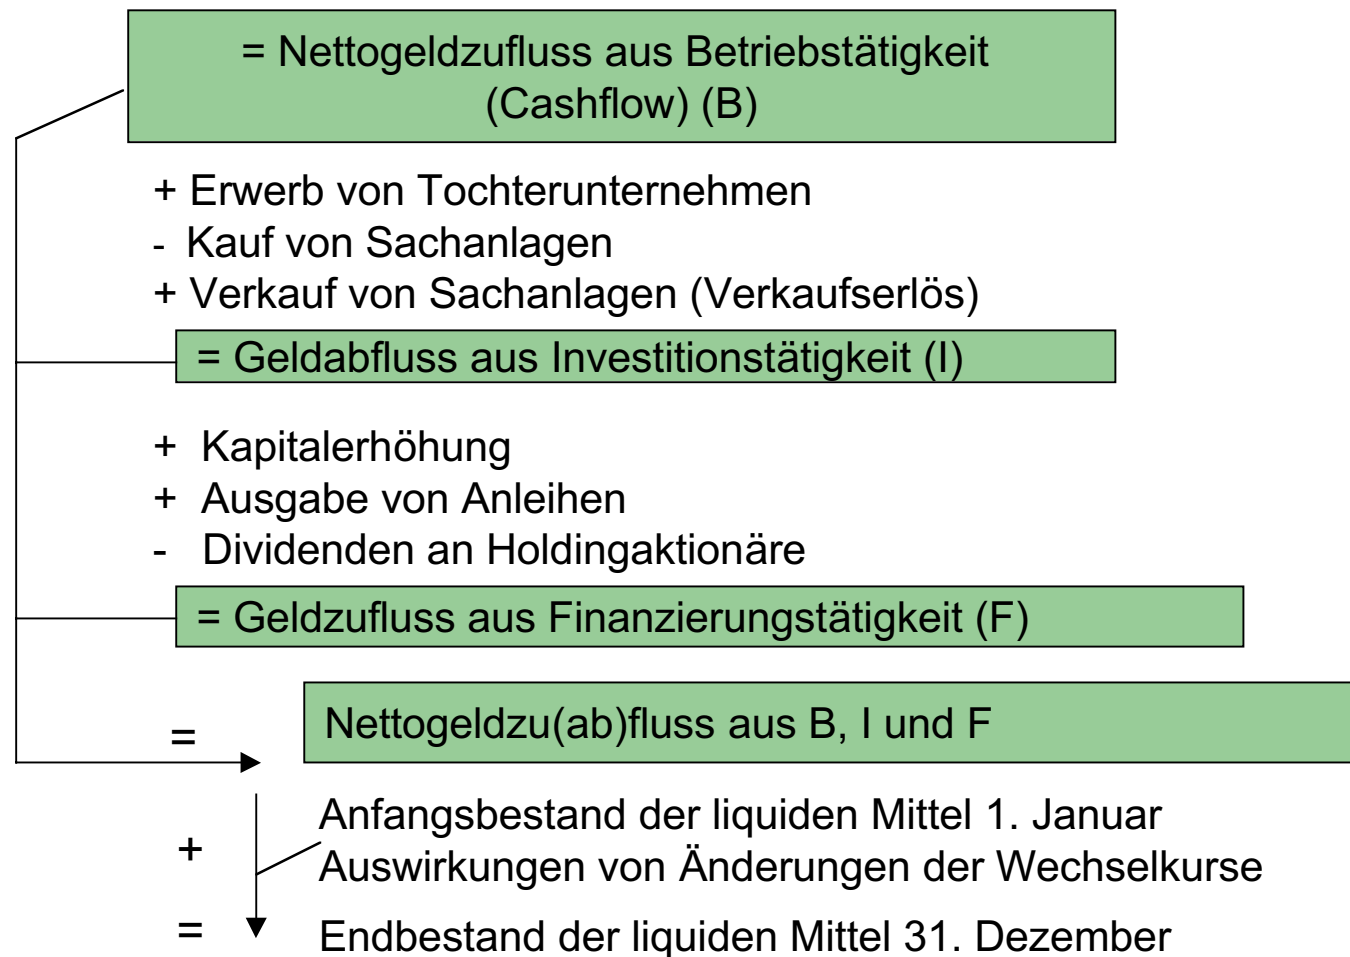 = Nettogeldzufluss aus Betriebstätigkeit
(Cashflow) (B)
+ Erwerb von Tochterunternehmen
- Kauf von Sachanlagen
+ Verkauf von Sachanlagen (Verkaufserlös)
= Geldabfluss aus Investitionstätigkeit (I)
+ Kapitalerhöhung
+ Ausgabe von Anleihen
- Dividenden an Holdingaktionäre
= Geldzufluss aus Finanzierungstätigkeit (F)
= Nettogeldzu(ab)fluss aus B, I und F
Anfangsbestand der liquiden Mittel 1. Januar
+
Auswirkungen von Änderungen der Wechselkurse
= Endbestand der liquiden Mittel 31. Dezember